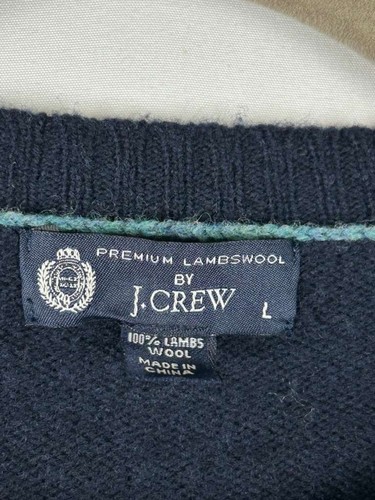 PREMIUM LAMBSWOOL
BY
J.CREW
L
100% LAMBS
WOOL
MADE IN
CHINA